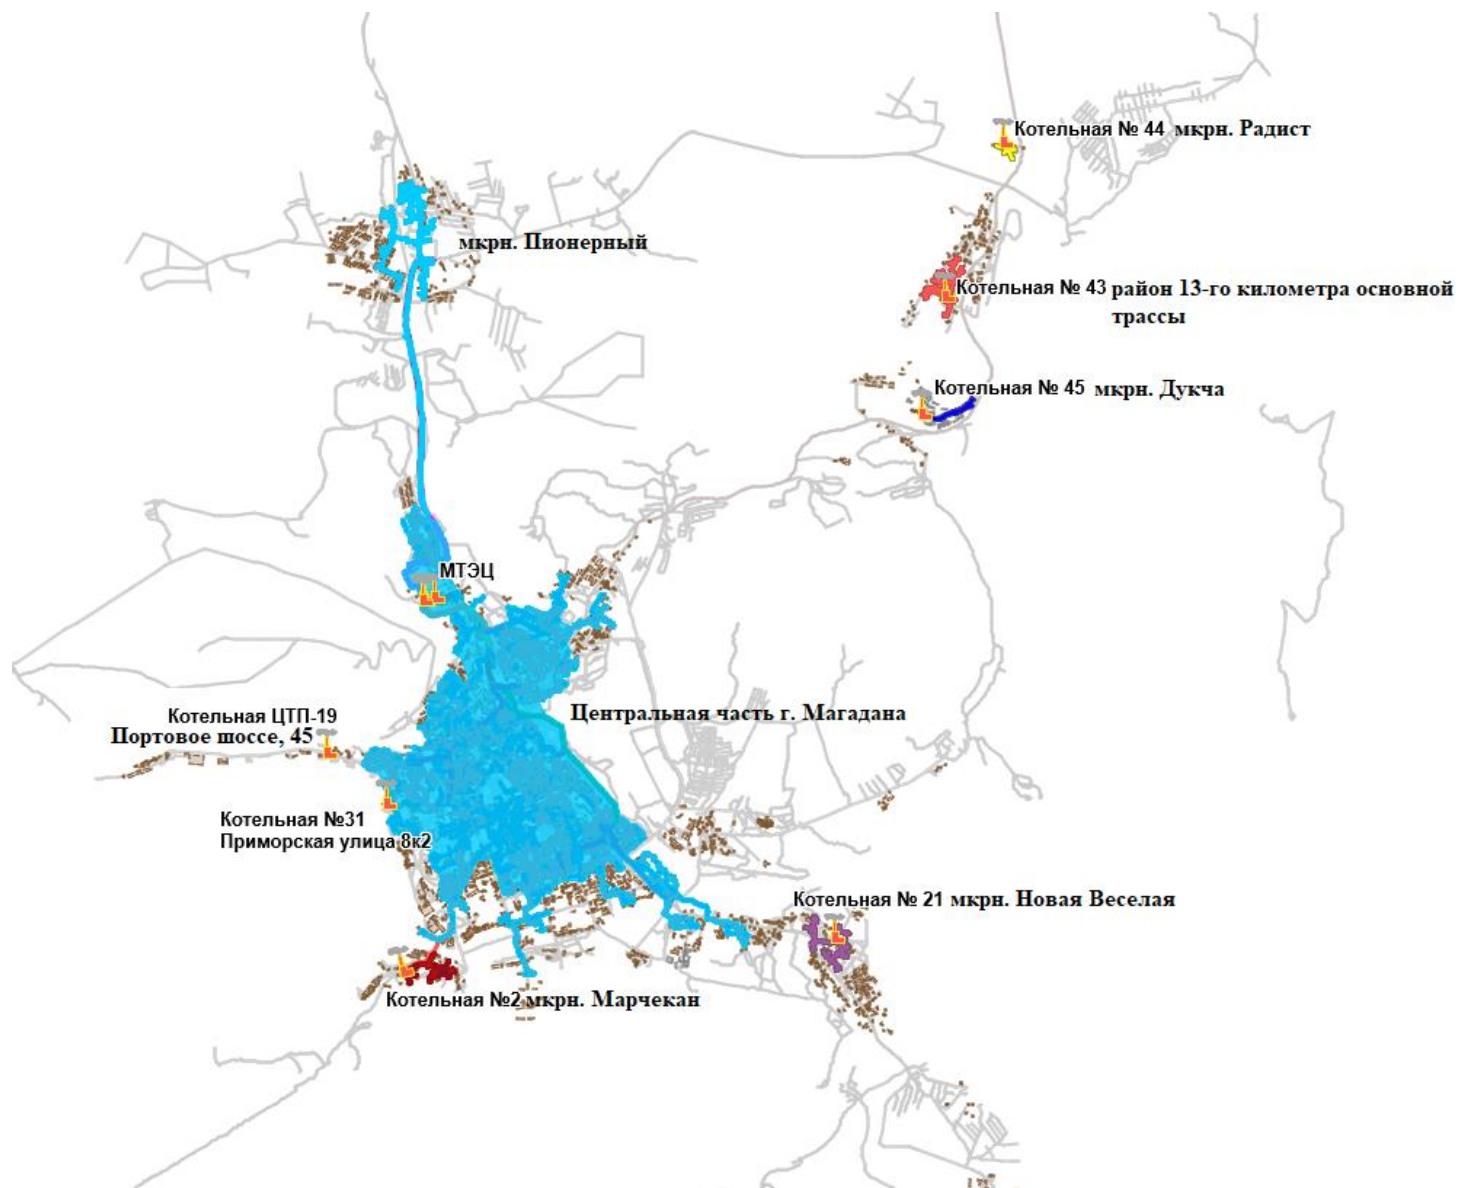 Котельная № 44 мкрн. Радист
мкрн. Пионерный
Котельная № 43 район 13-го километра основной
трассы
Котельная № 45 мкрн. Дукча
МТЭЦ
Котельная ЦТП-19
Портовое шоссе, 45
Центральная часть г. Магадана
Котельная №31
Приморская улица 8к2
Котельная № 21 мкрн. Новая Веселая
Котельная №2 мкрн. Марчекан